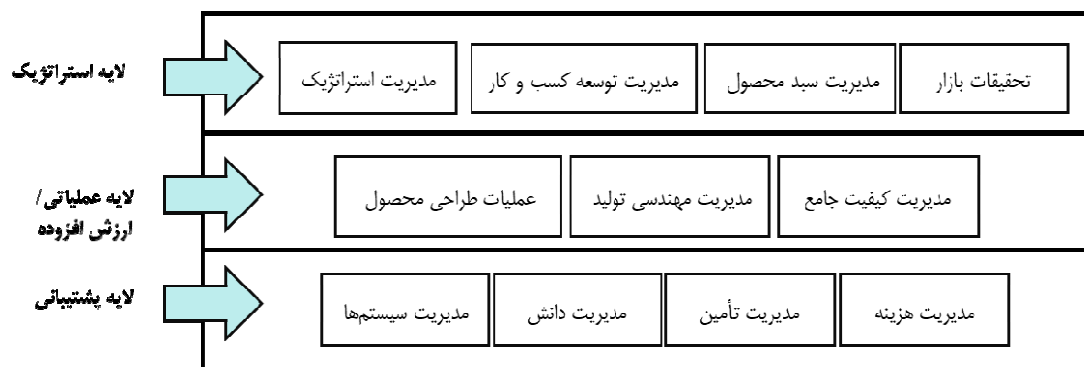 لایه استراتژیک
تحقیقات بازار
مدیریت سبد محصول
مدیریت توسعه کسب و کار
مدیریت استراتژیک
لایه عملیاتی/
ارزش افزوده
مدیریت کیفیت جامع
مدیریت مهندسی تولید
عملیات طراحی محصول
لایه پشتیبانی
مدیریت هزینه
مدیریت تأمین
مدیریت دانش
مدیریت سیستم‌ها